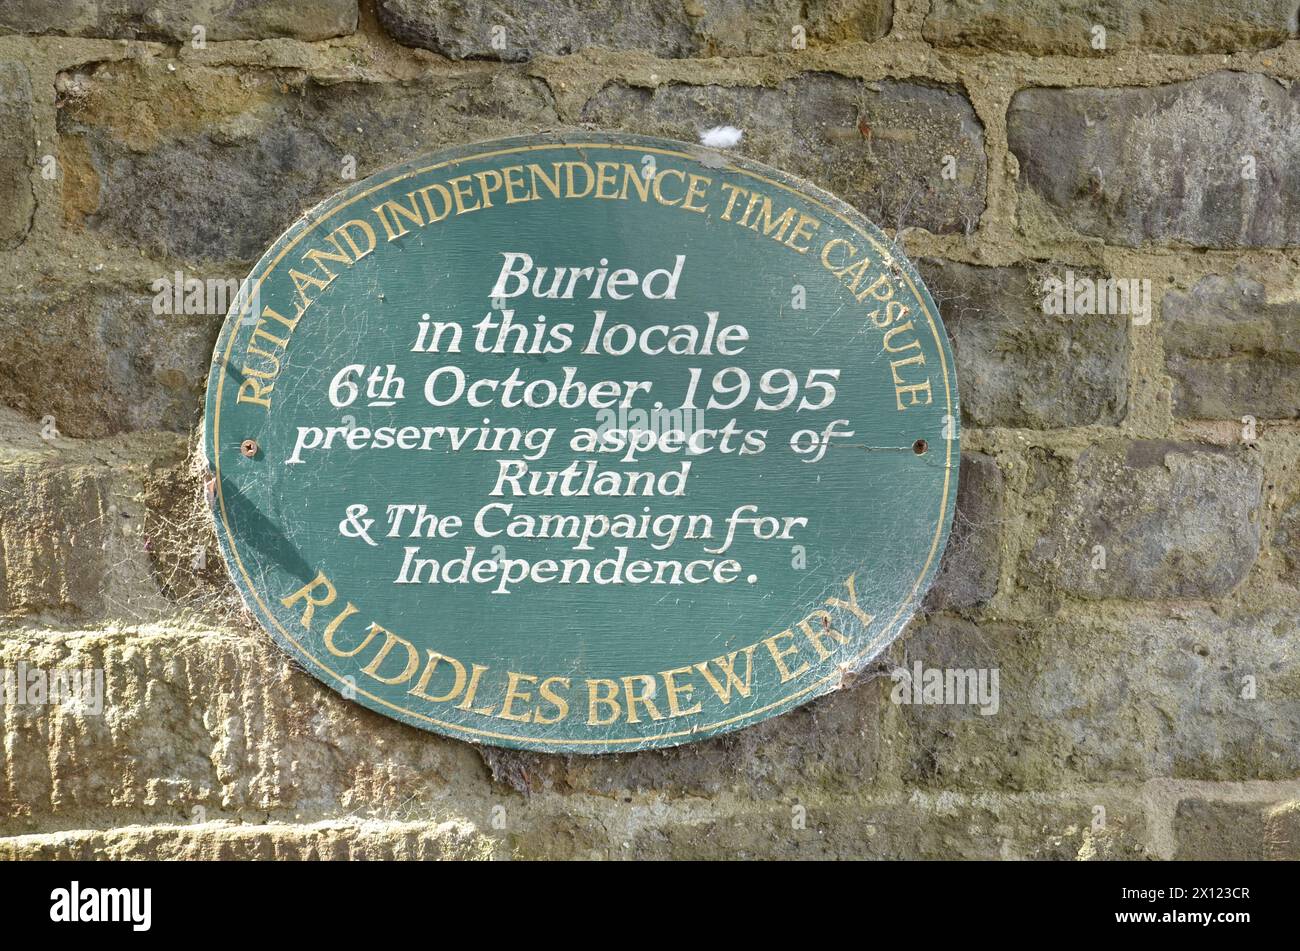 RUTLAND INDEPENDENCE TIME CAPSULE
Buried
in this locale
6th October, 1995
preserving aspects of
Rutland
& The Campaign for
Independence.
RUDDLES BREWERY
alamy
Image ID: 2X123CR
www.alamy.com